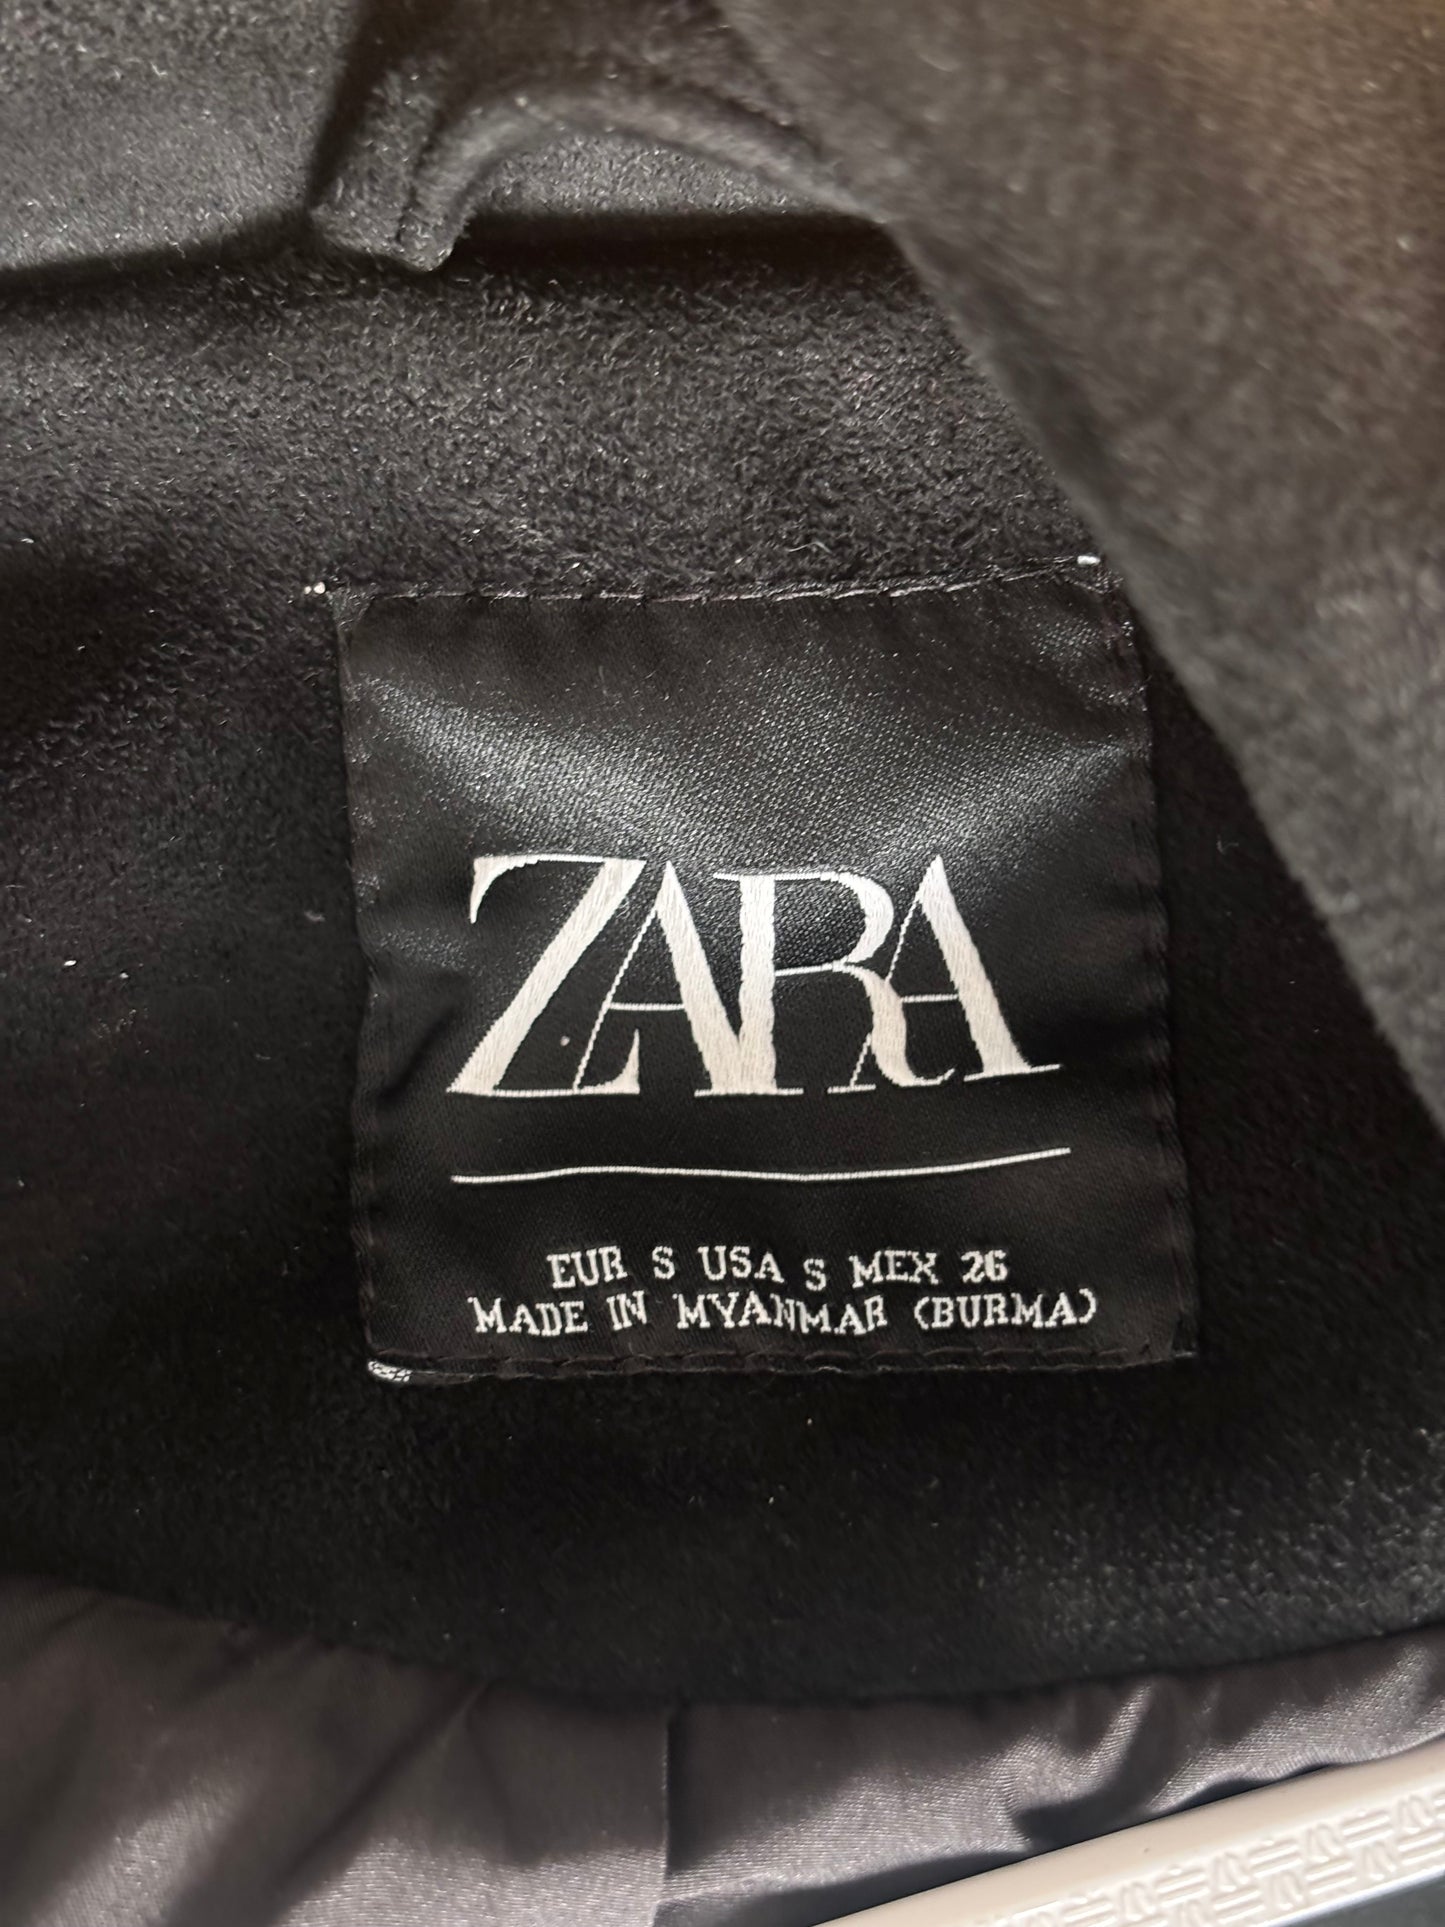 ZARA
EUR S USA S MEX 26
MADE IN MYANMAR (BURMA)